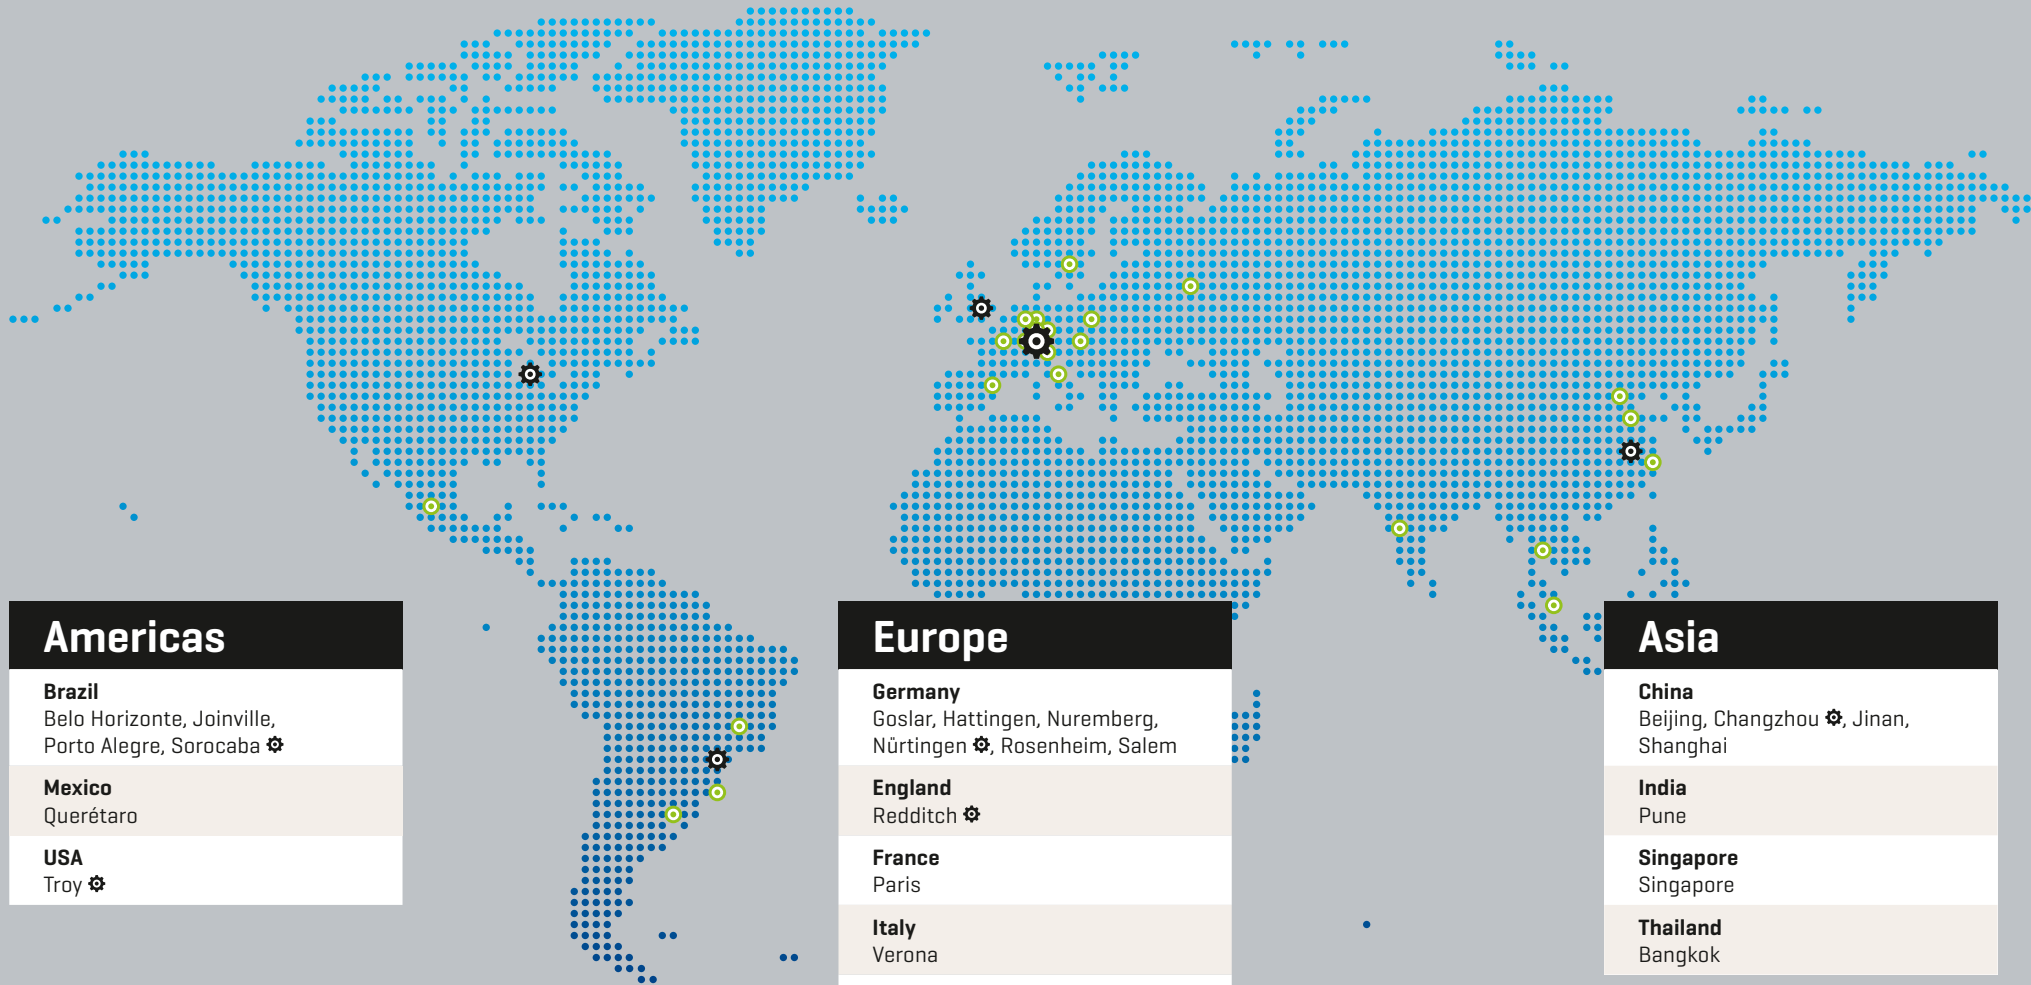 Americas
Brazil
Belo Horizonte, Joinville,
Porto Alegre, Sorocaba
Mexico
Querétaro
USA
Troy
Europe
Germany
Goslar, Hattingen, Nuremberg,
Nürtingen , Rosenheim, Salem
England
Redditch
France
Paris
Italy
Verona
Asia
China
Beijing, Changzhou , Jinan,
Shanghai
India
Pune
Singapore
Singapore
Thailand
Bangkok